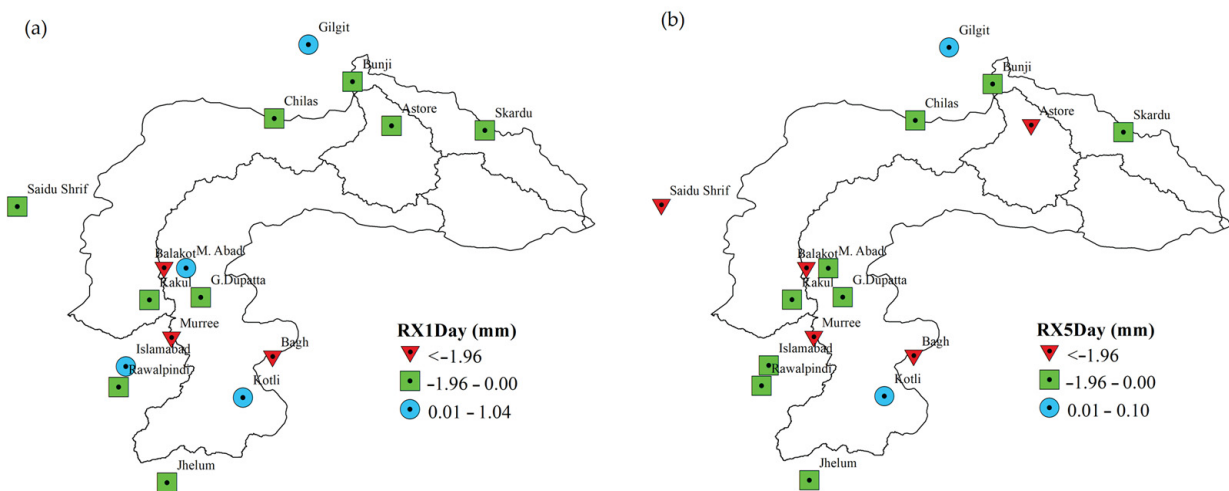 (a)
Gilgit
Bunji
Chilas
Astore
Skardu
Saidu Shrif
Balakot
M. Abad
Kakul
G.Dupatta
Murree
Islamabad
Rawalpindi
Bagh
Kotli
Jhelum
RX1Day (mm)
<-1.96
-1.96 - 0.00
0.01 - 1.04
(b)
Gilgit
Bunji
Chilas
Astore
Skardu
Saidu Shrif
Balakot
M. Abad
Kakul
G.Dupatta
Murree
Islamabad
Rawalpindi
Bagh
Kotli
Jhelum
RX5Day (mm)
<-1.96
-1.96 - 0.00
0.01 - 0.10